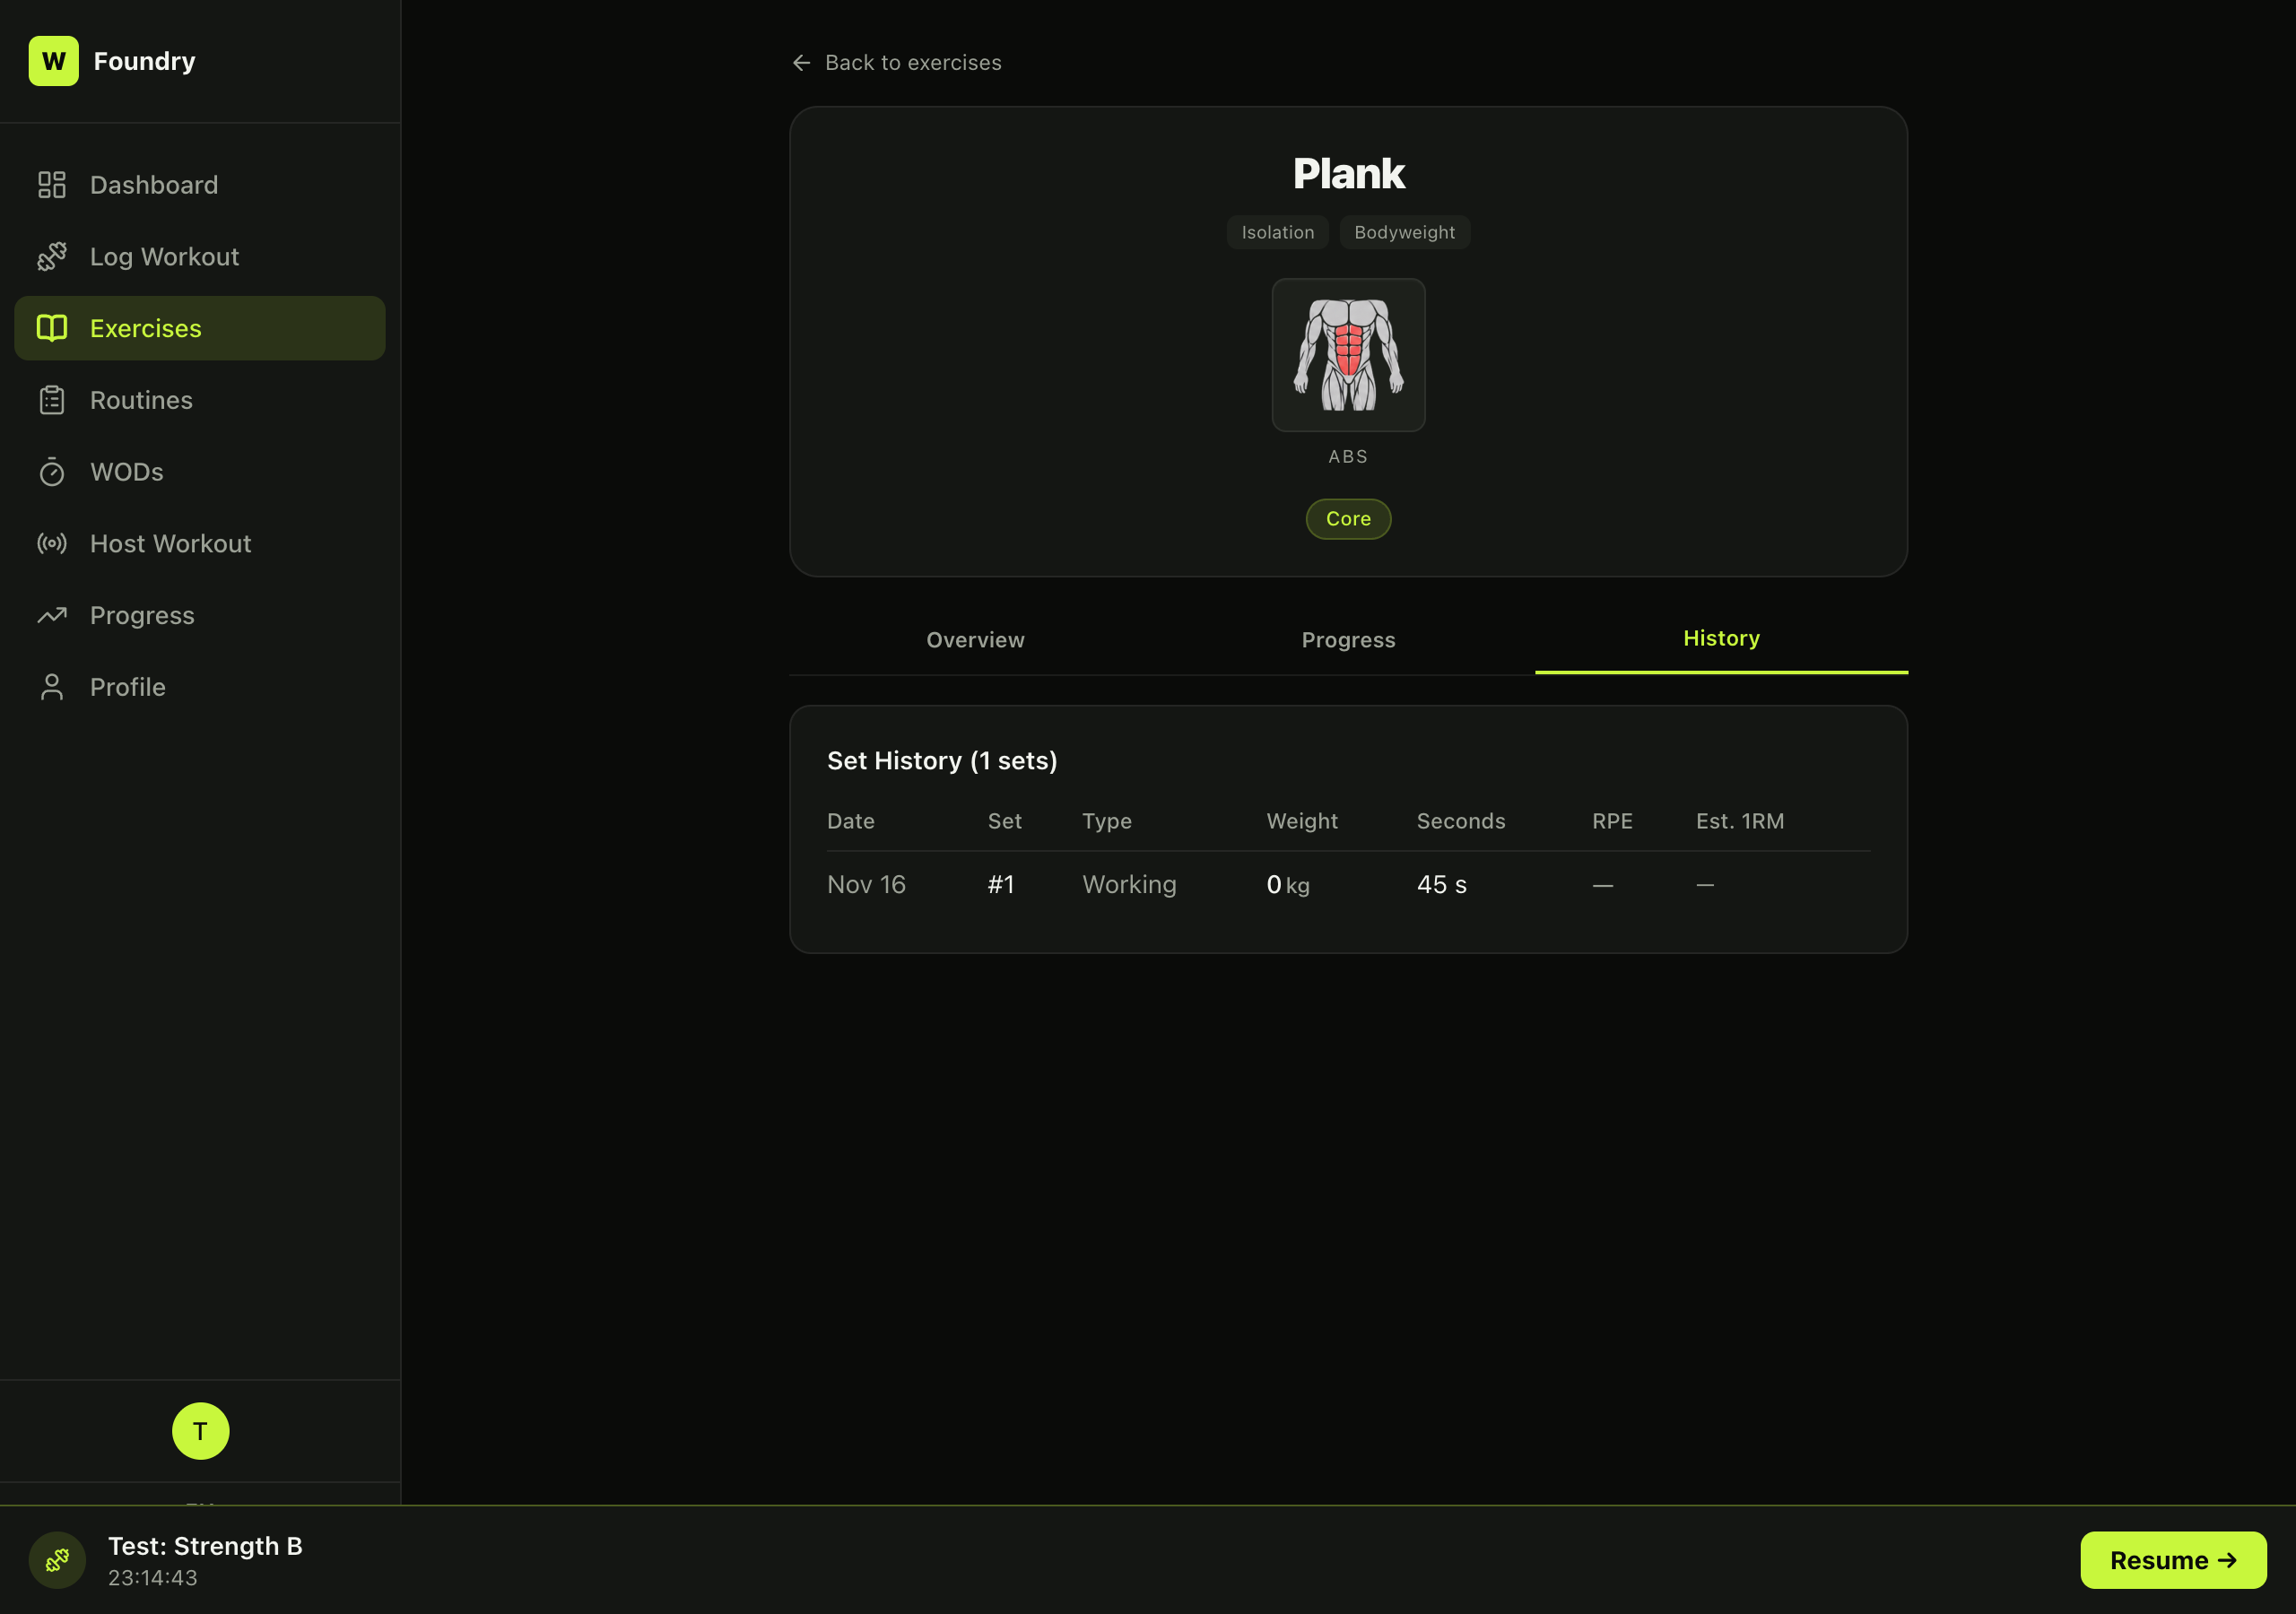 W Foundry
Dashboard
Log Workout
Exercises
Routines
WODs
Host Workout
Progress
Profile
T
Back to exercises
Plank
Isolation Bodyweight
ABS
Core
Overview Progress History
Set History (1 sets)
Date Set Type Weight Seconds RPE Est. 1RM
Nov 16 #1 Working 0 kg 45 s — —
Test: Strength B
23:14:43
Resume →